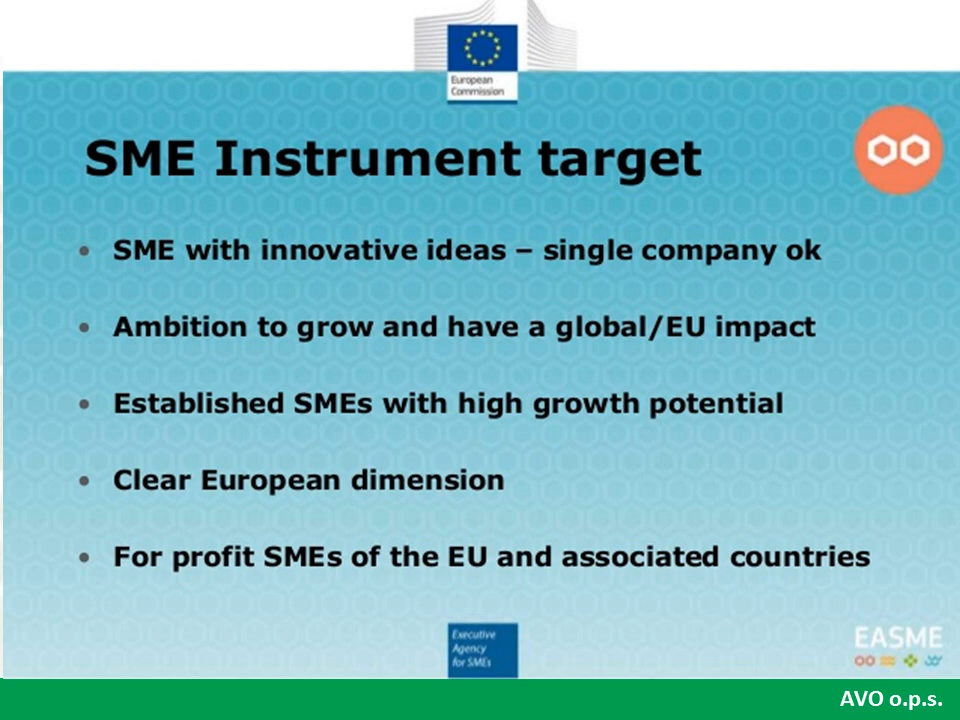 European
Commission
SME Instrument target
• SME with innovative ideas – single company ok
• Ambition to grow and have a global/EU impact
• Established SMEs with high growth potential
• Clear European dimension
• For profit SMEs of the EU and associated countries
Executive
Agency
for SMEs
EASME
AVO o.p.s.